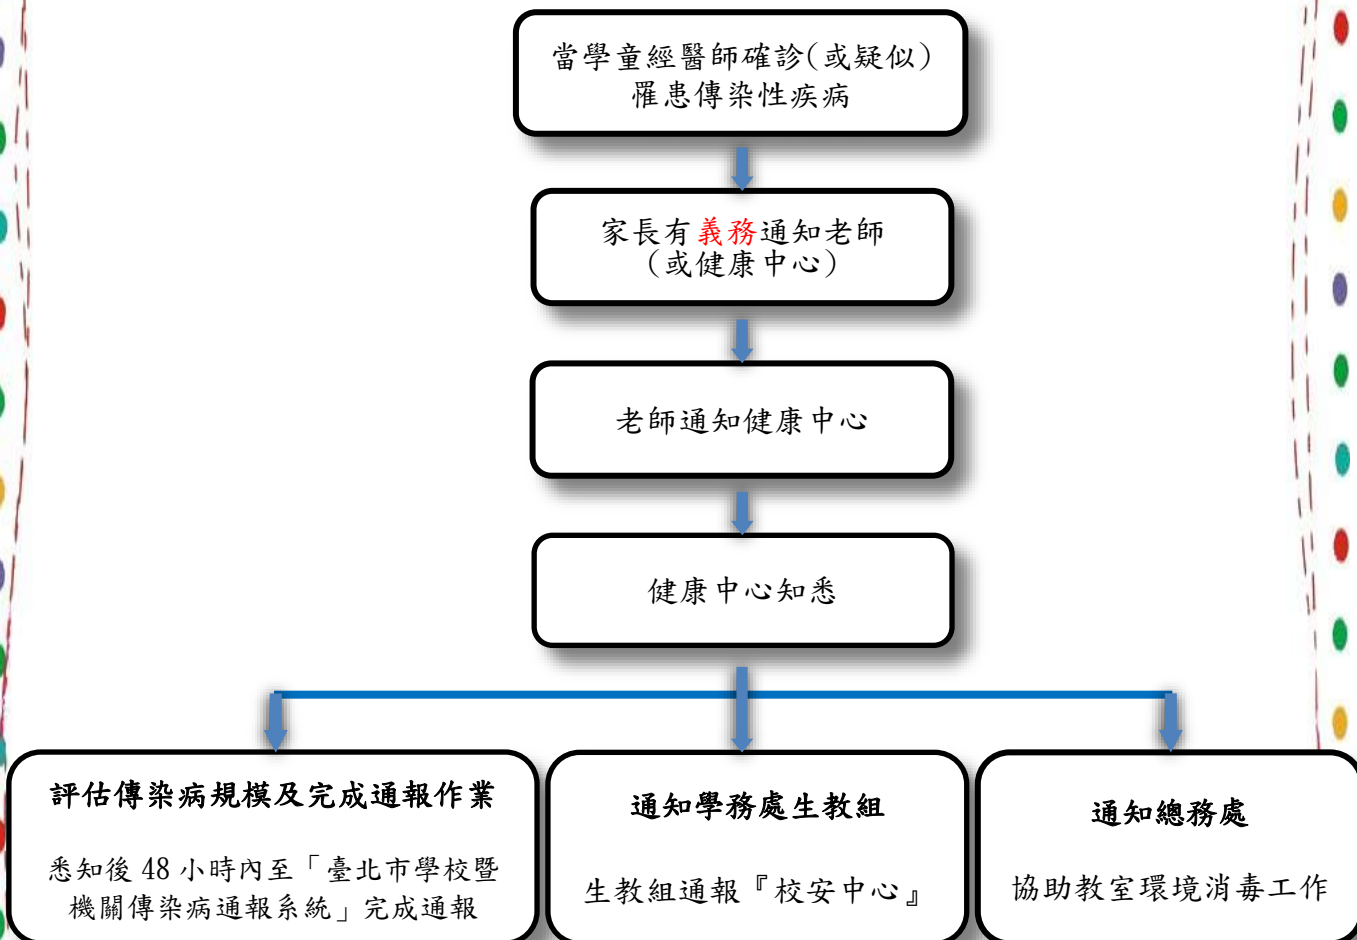 當學童經醫師確診(或疑似)
罹患傳染性疾病
家長有義務通知老師
(或健康中心)
老師通知健康中心
健康中心知悉
評估傳染病規模及完成通報作業
悉知後 48 小時內至「臺北市學校暨
機關傳染病通報系統」完成通報
通知學務處生教組
生教組通報『校安中心』
通知總務處
協助教室環境消毒工作